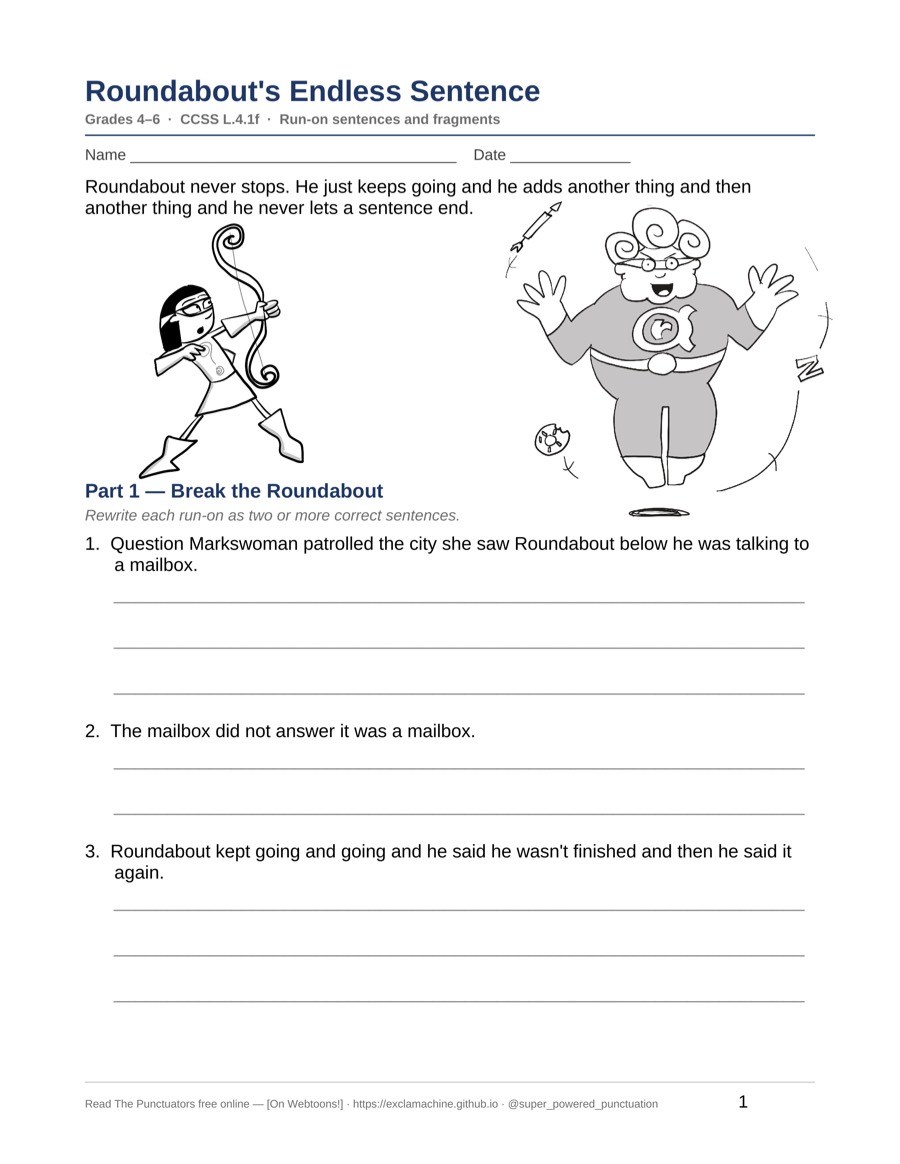 Roundabout's Endless Sentence
Grades 4–6 · CCSS L.4.1f · Run-on sentences and fragments
Name ________________________________________ Date _______________
Roundabout never stops. He just keeps going and he adds another thing and then
another thing and he never lets a sentence end.
N
Part 1 — Break the Roundabout
Rewrite each run-on as two or more correct sentences.
1. Question Markswoman patrolled the city she saw Roundabout below he was talking to
a mailbox.
2. The mailbox did not answer it was a mailbox.
3. Roundabout kept going and going and he said he wasn't finished and then he said it
again.
Read The Punctuators free online — [On Webtoons!] · https://exclamachine.github.io · @super_powered_punctuation 1